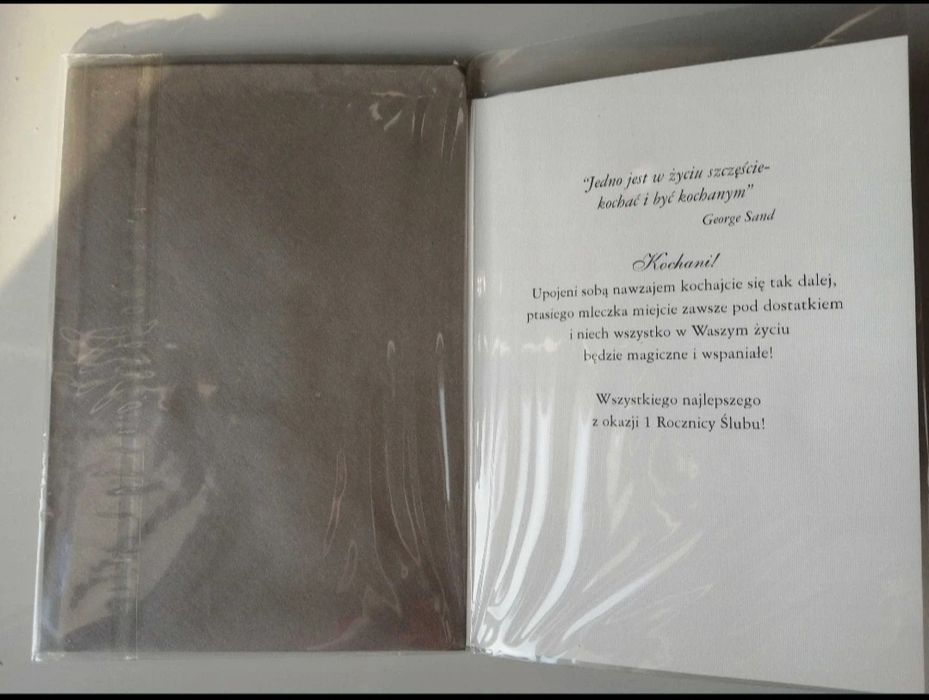 "Jedno jest w życiu szczęście-
kochać i być kochanym"
George Sand
Kochani!
Upojeni sobą nawzajem kochajcie się tak dalej,
ptasiego mleczka miejcie zawsze pod dostatkiem
i niech wszystko w Waszym życiu
będzie magiczne i wspaniałe!
Wszystkiego najlepszego
z okazji 1 Rocznicy Ślubu!